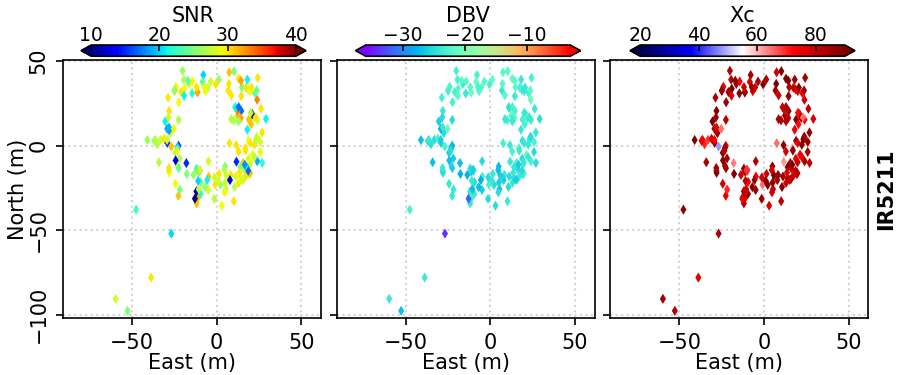 SNR
10 20 30 40
DBV
−30 −20 −10
Xc
20 40 60 80
50
0
−50
−100
North (m)
−50 0 50
East (m)
−50 0 50
East (m)
−50 0 50
East (m)
IR5211